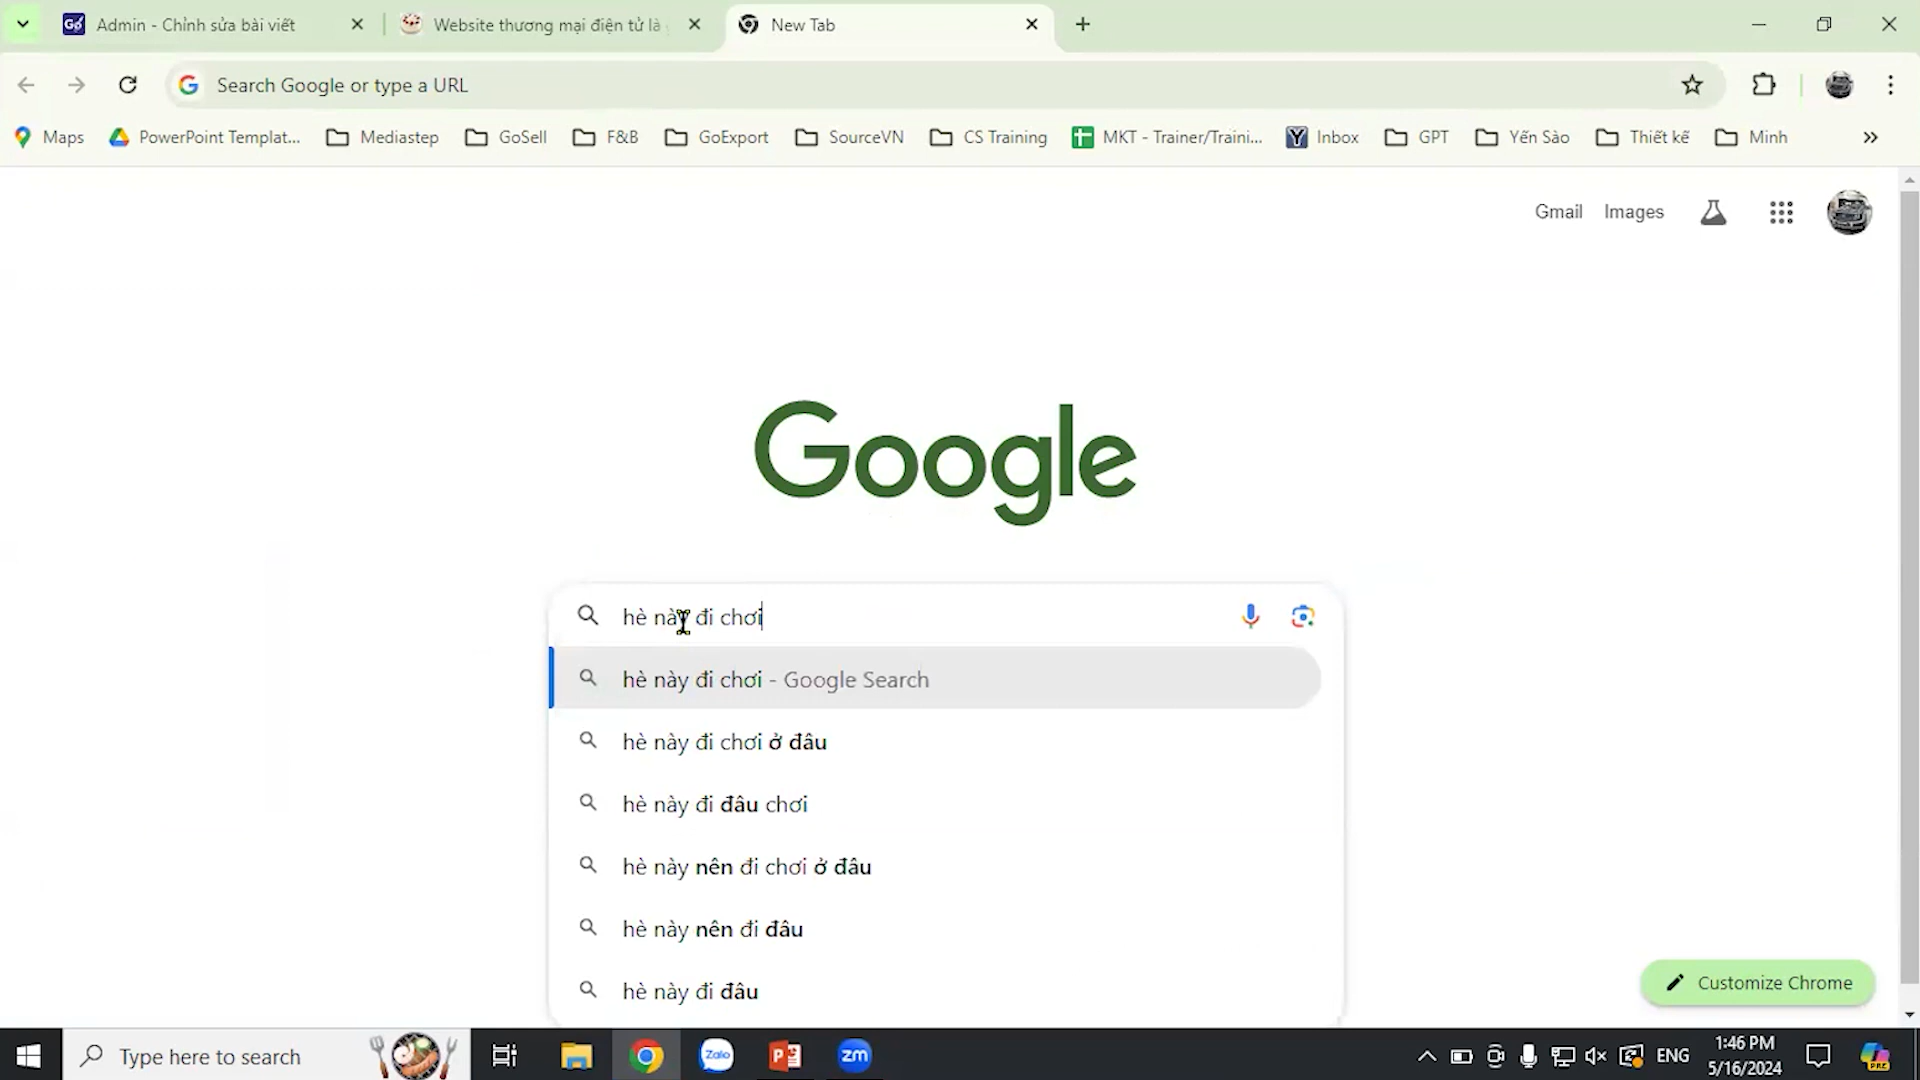 Admin - Chỉnh sửa bài viết
Website thương mại điện tử là
New Tab
Search Google or type a URL
Maps
PowerPoint Templat...
Mediastep
GoSell
F&B
GoExport
SourceVN
CS Training
MKT - Trainer/Traini...
Inbox
GPT
Yến Sào
Thiết kế
Minh
Gmail
Images
Google
hè này đi chơi
hè này đi chơi - Google Search
hè này đi chơi ở đâu
hè này đi đâu chơi
hè này nên đi chơi ở đâu
hè này nên đi đâu
hè này đi đâu
Customize Chrome
Type here to search
Zalo
zm
ENG
1:46 PM
5/16/2024
PRE